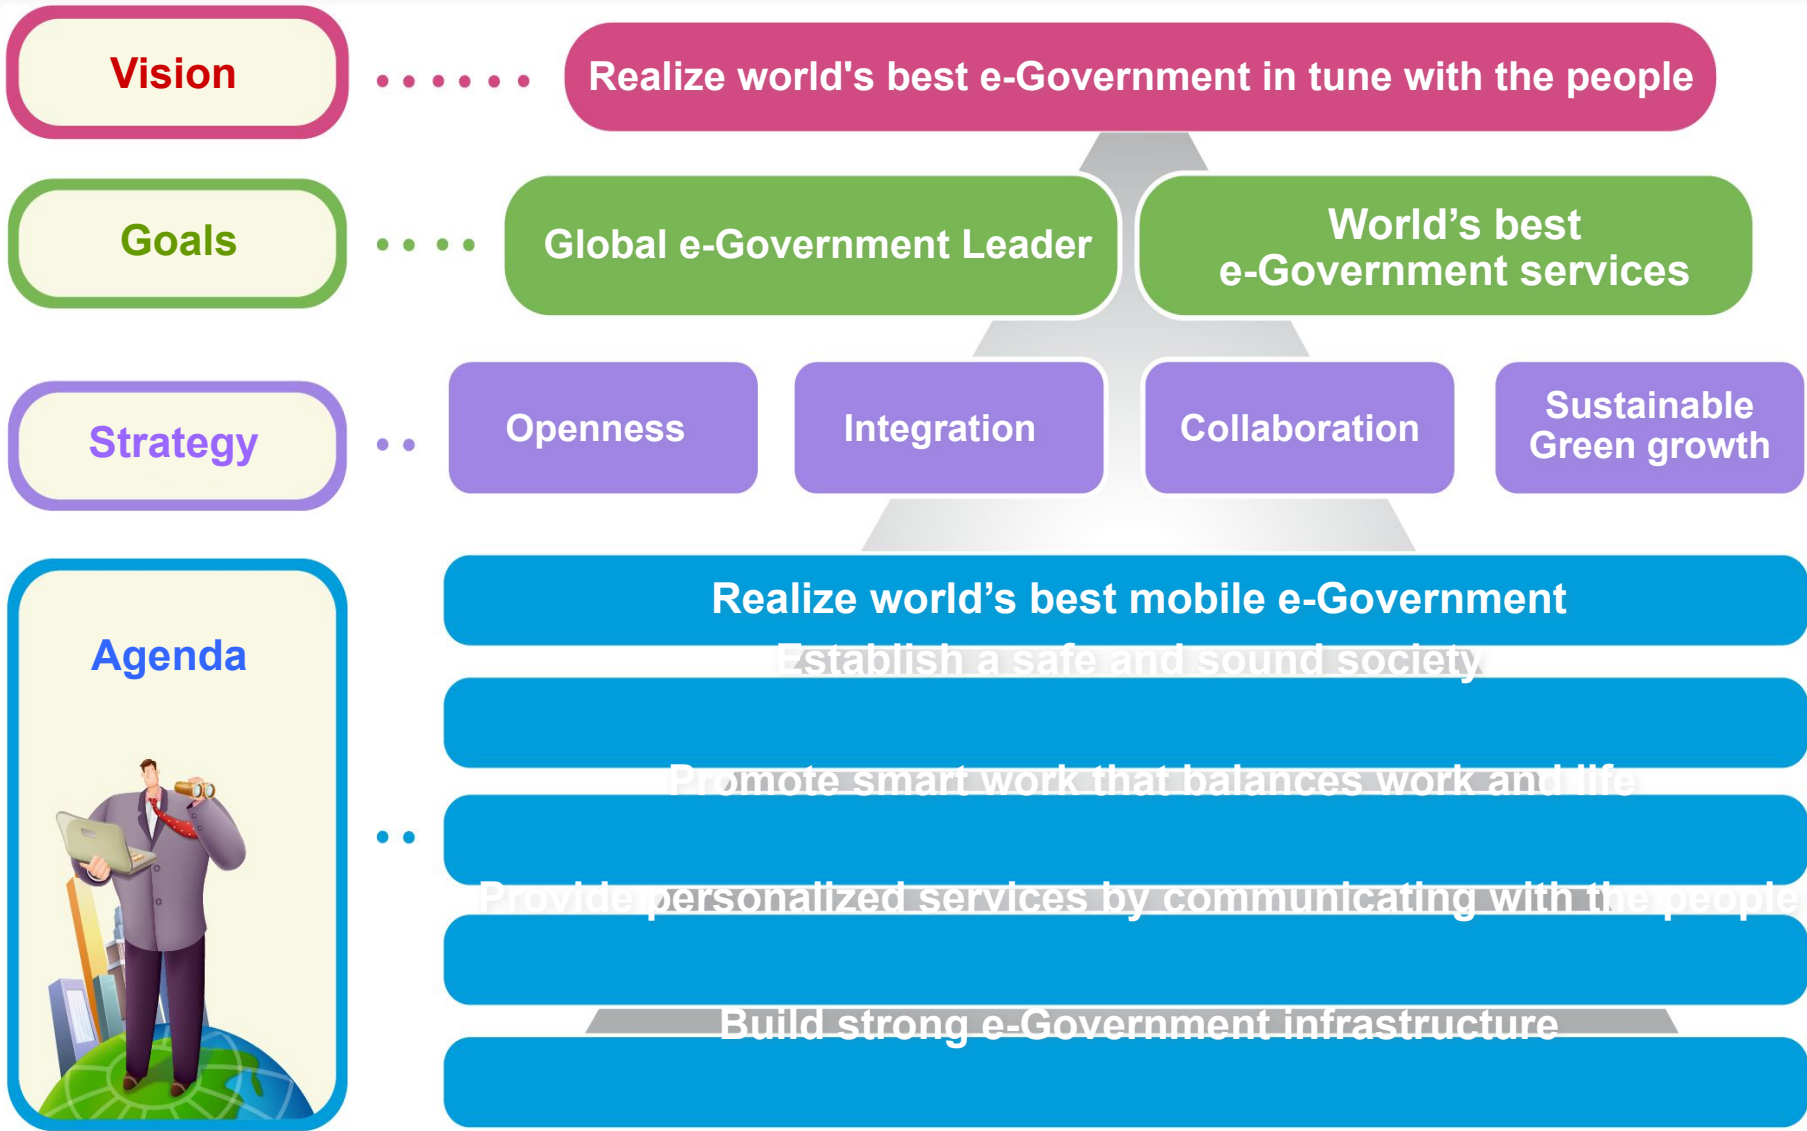 Vision
Realize world's best e-Government in tune with the people
Goals
Global e-Government Leader
World’s best
e-Government services
Strategy
Openness
Integration
Collaboration
Sustainable
Green growth
Agenda
Realize world’s best mobile e-Government
Establish a safe and sound society
Promote smart work that balances work and life
Provide personalized services by communicating with the people
Build strong e-Government infrastructure